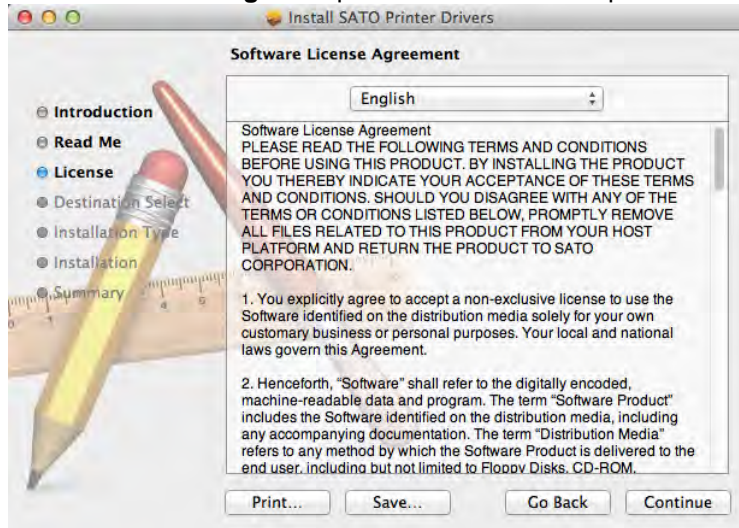 Install SATO Printer Drivers
Software License Agreement
Introduction
Read Me
License
Destination Select
Installation Type
Installation
Summary
English
Software License Agreement
PLEASE READ THE FOLLOWING TERMS AND CONDITIONS
BEFORE USING THIS PRODUCT. BY INSTALLING THE PRODUCT
YOU THEREBY INDICATE YOUR ACCEPTANCE OF THESE TERMS
AND CONDITIONS. SHOULD YOU DISAGREE WITH ANY OF THE
TERMS OR CONDITIONS LISTED BELOW, PROMPTLY REMOVE
ALL FILES RELATED TO THIS PRODUCT FROM YOUR HOST
PLATFORM AND RETURN THE PRODUCT TO SATO
CORPORATION.
1. You explicitly agree to accept a non-exclusive license to use the
Software identified on the distribution media solely for your own
customary business or personal purposes. Your local and national
laws govern this Agreement.
2. Henceforth, “Software” shall refer to the digitally encoded,
machine-readable data and program. The term “Software Product”
includes the Software identified on the distribution media, including
any accompanying documentation. The term “Distribution Media”
refers to any method by which the Software Product is delivered to the
end user, including but not limited to Floppy Disks, CD-ROM,
Print...
Save...
Go Back
Continue